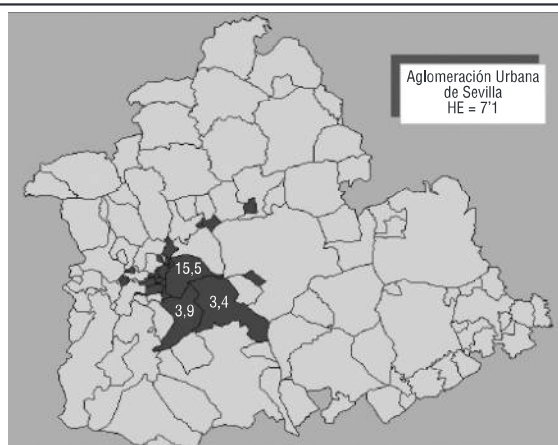 Aglomeración Urbana
de Sevilla
HE = 7'1
15,5
3,9
3,4